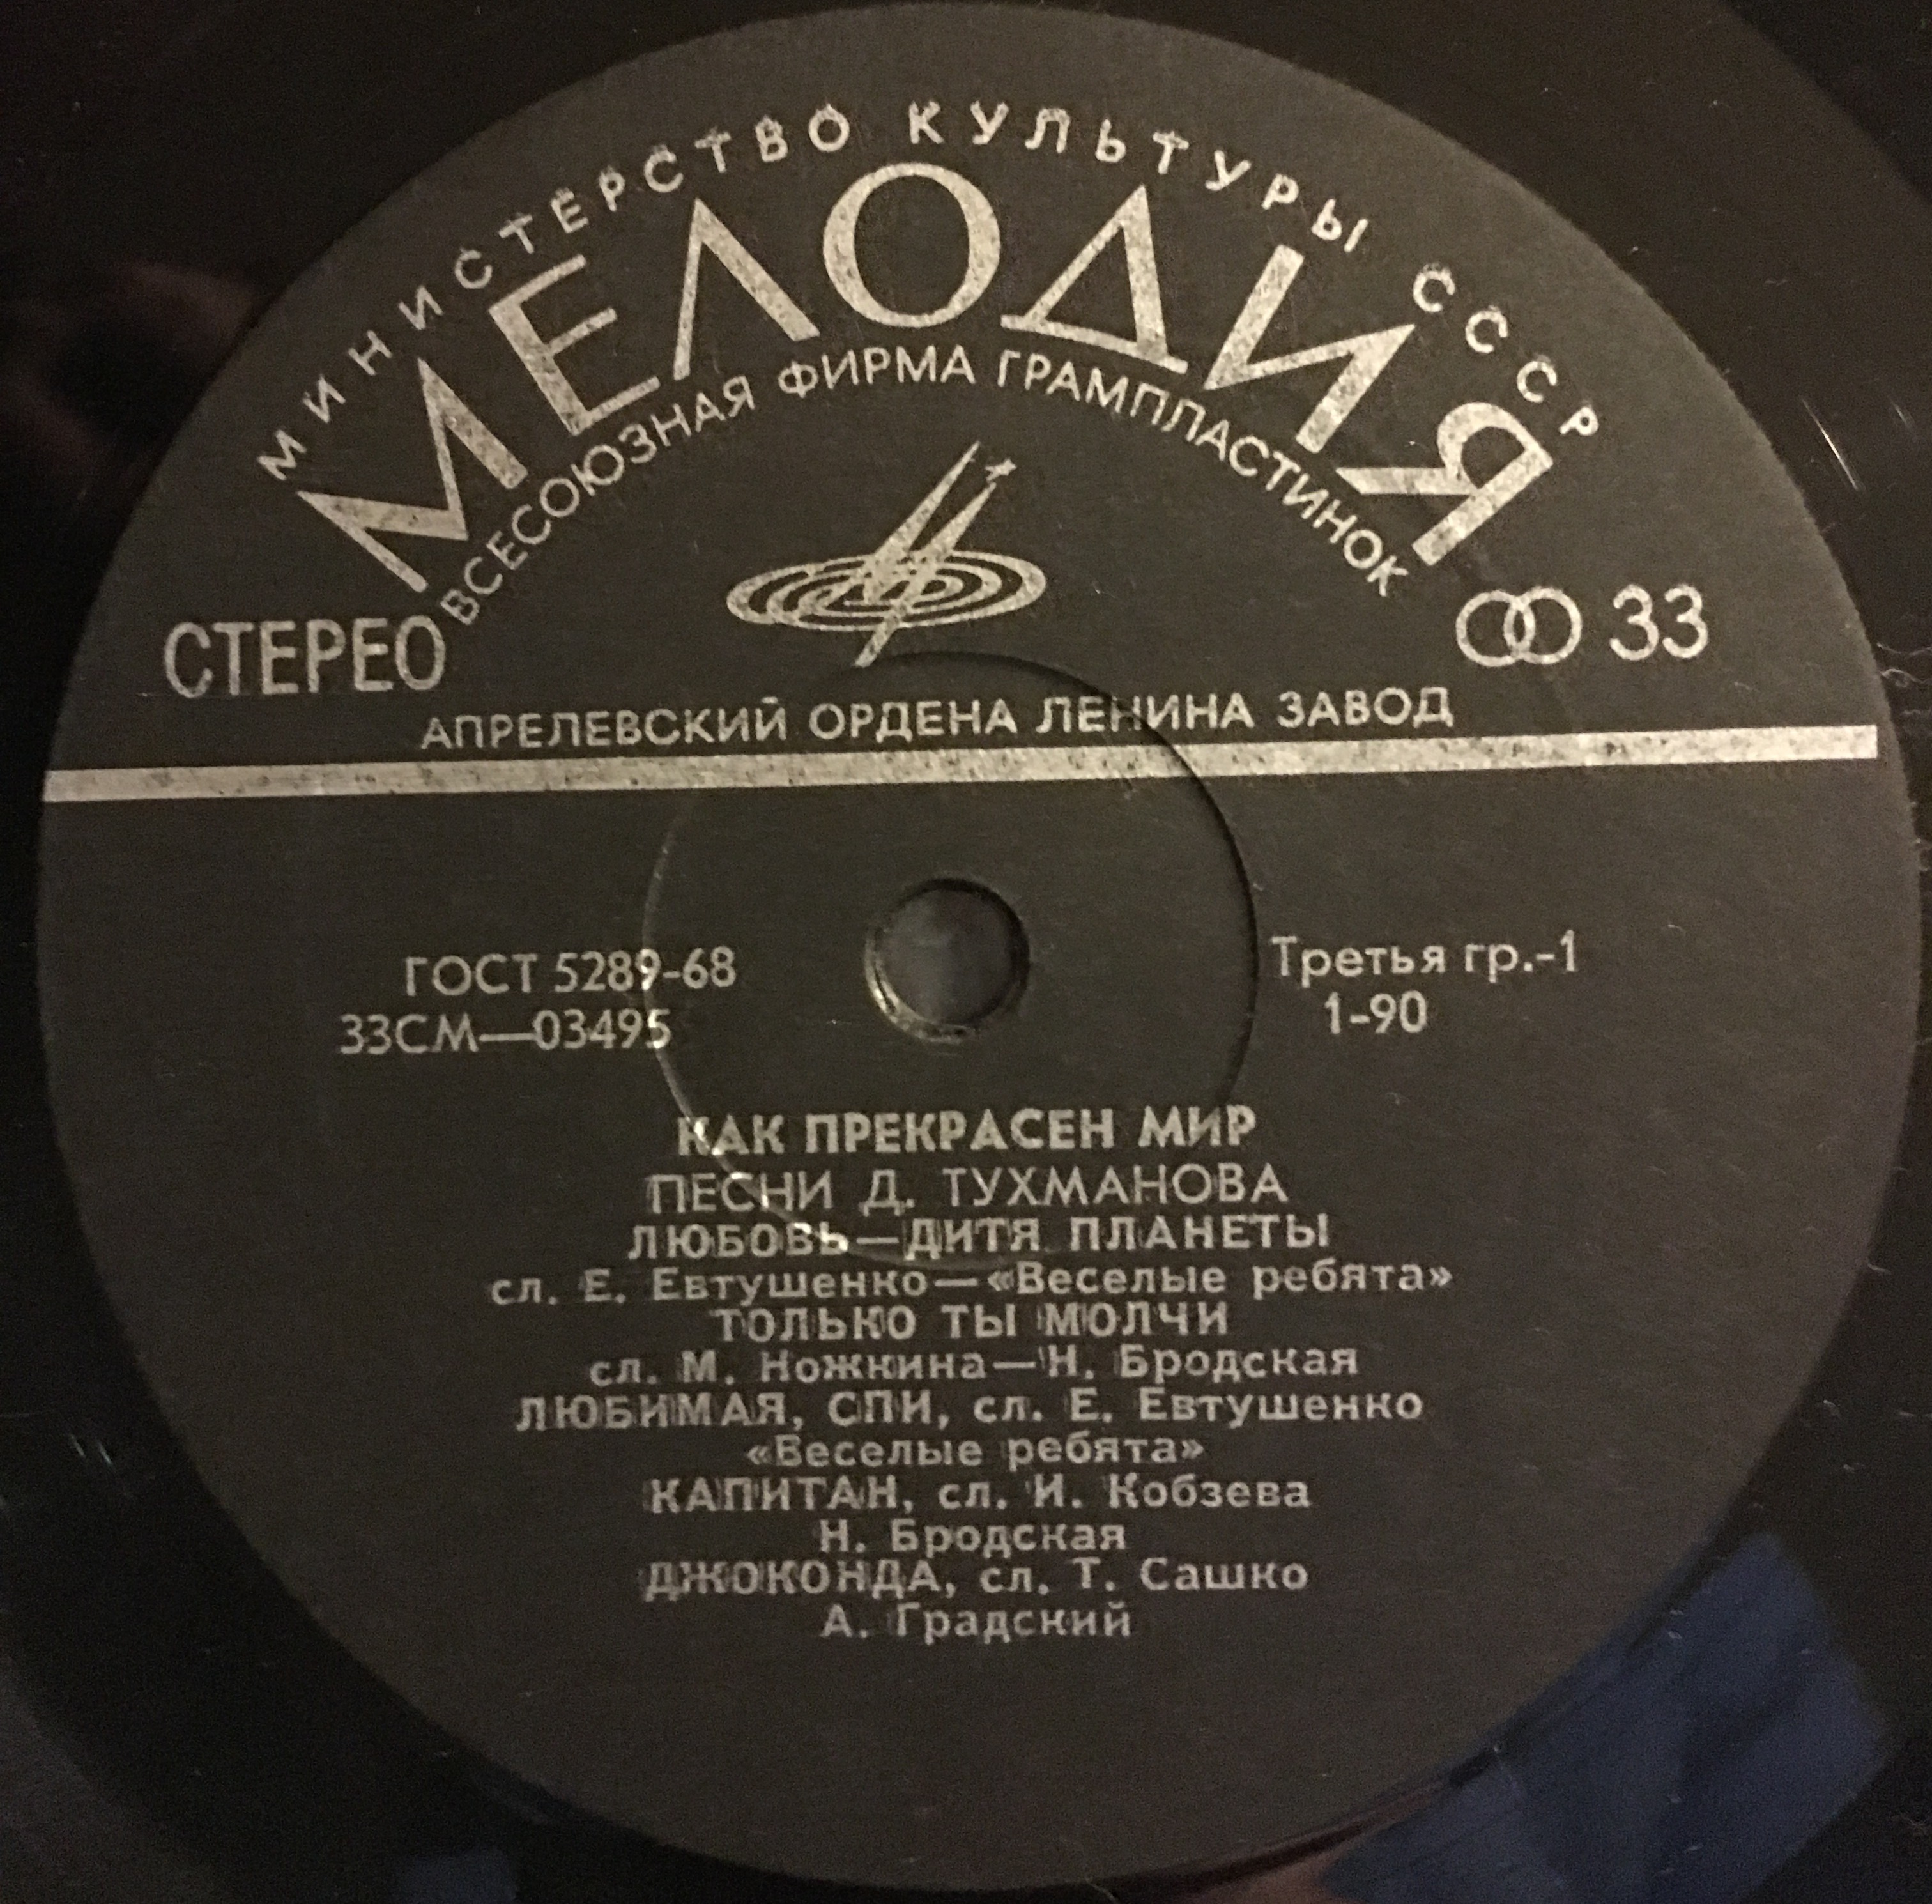 МИНИСТЕРСТВО КУЛЬТУРЫ СССР
МЕЛОДИЯ
ВСЕСОЮЗНАЯ ФИРМА ГРАМПЛАСТИНОК
СТЕРЕО
33
АПРЕЛЕВСКИЙ ОРДЕНА ЛЕНИНА ЗАВОД
ГОСТ 5289-68
33СМ—03495
Третья гр.-1
1-90
КАК ПРЕКРАСЕН МИР
ПЕСНИ Д. ТУХМАНОВА
ЛЮБОВЬ—ДИТЯ ПЛАНЕТЫ
сл. Е. Евтушенко—«Веселые ребята»
ТОЛЬКО ТЫ МОЛЧИ
сл. М. Ножкина—Н. Бродская
ЛЮБИМАЯ, СПИ, сл. Е. Евтушенко
«Веселые ребята»
КАПИТАН, сл. И. Кобзева
Н. Бродская
ДЖОКОНДА, сл. Т. Сашко
А. Градский